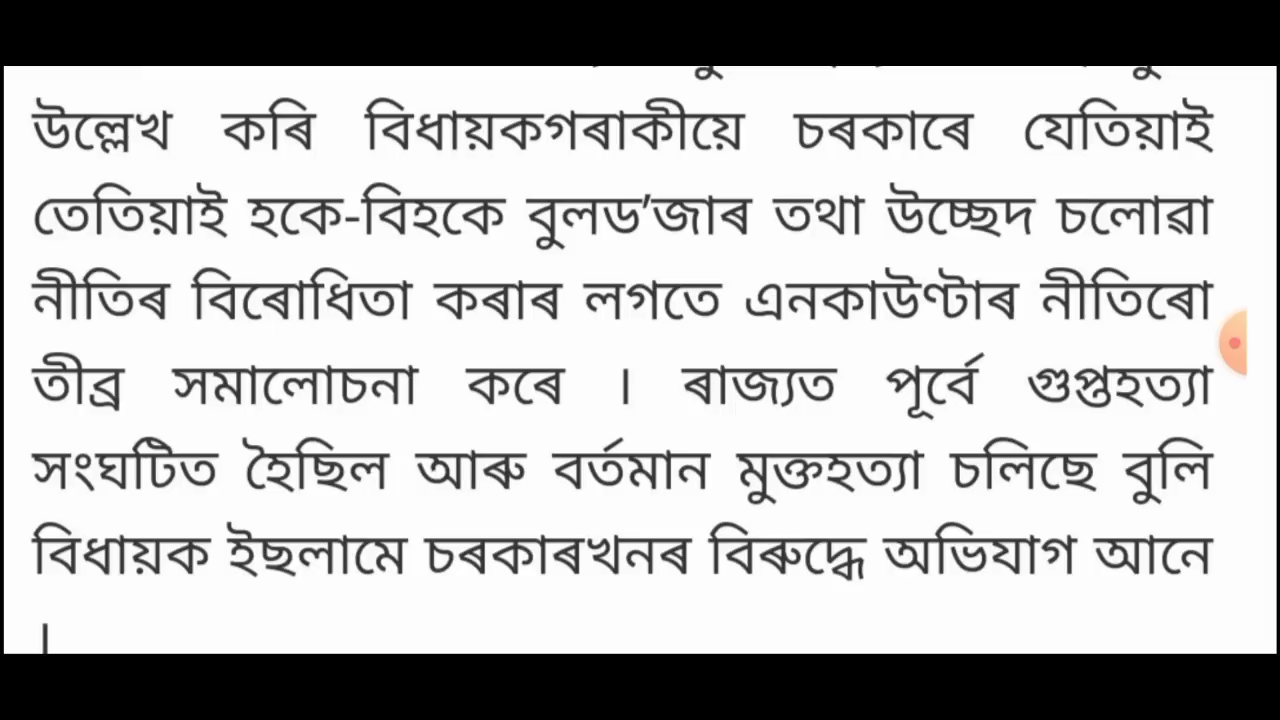 উল্লেখ কৰি বিধায়কগৰাকীয়ে চৰকাৰে যেতিয়াই
তেতিয়াই হকে-বিহকে বুলড’জাৰ তথা উচ্ছেদ চলোৱা
নীতিৰ বিৰোধিতা কৰাৰ লগতে এনকাউণ্টাৰ নীতিৰো
তীব্ৰ সমালোচনা কৰে । ৰাজ্যত পূৰ্বে গুপ্তহত্যা
সংঘটিত হৈছিল আৰু বৰ্তমান মুক্তহত্যা চলিছে বুলি
বিধায়ক ইছলামে চৰকাৰখনৰ বিৰুদ্ধে অভিযাগ আনে
।